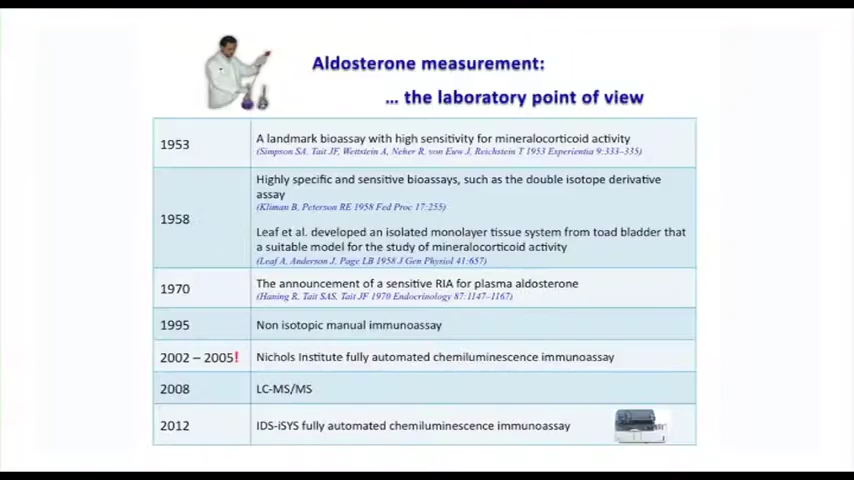 Aldosterone measurement:
... the laboratory point of view
1953
A landmark bioassay with high sensitivity for mineralocorticoid activity
(Simpson SA, Tait JF, Wettstein A, Neher R, von Euw J, Reichstein T 1953 Experientia 9:333–335)
1958
Highly specific and sensitive bioassays, such as the double isotope derivative
assay
(Kliman B, Peterson RE 1958 Fed Proc 17:255)
Leaf et al. developed an isolated monolayer tissue system from toad bladder that
a suitable model for the study of mineralocorticoid activity
(Leaf A, Anderson J, Page LB 1958 J Gen Physiol 41:657)
1970
The announcement of a sensitive RIA for plasma aldosterone
(Haning R, Tait SAS, Tait JF 1970 Endocrinology 87:1147–1167)
1995
Non isotopic manual immunoassay
2002 – 2005!
Nichols Institute fully automated chemiluminescence immunoassay
2008
LC-MS/MS
2012
IDS-iSYS fully automated chemiluminescence immunoassay